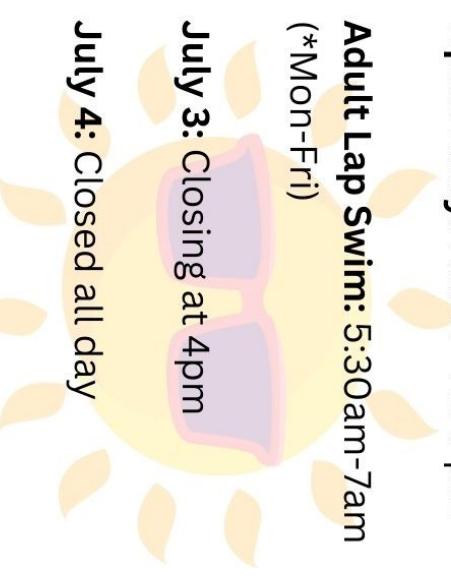 Adult Lap Swim: 5:30am-7am
(*Mon-Fri)
July 3: Closing at 4pm
July 4: Closed all day